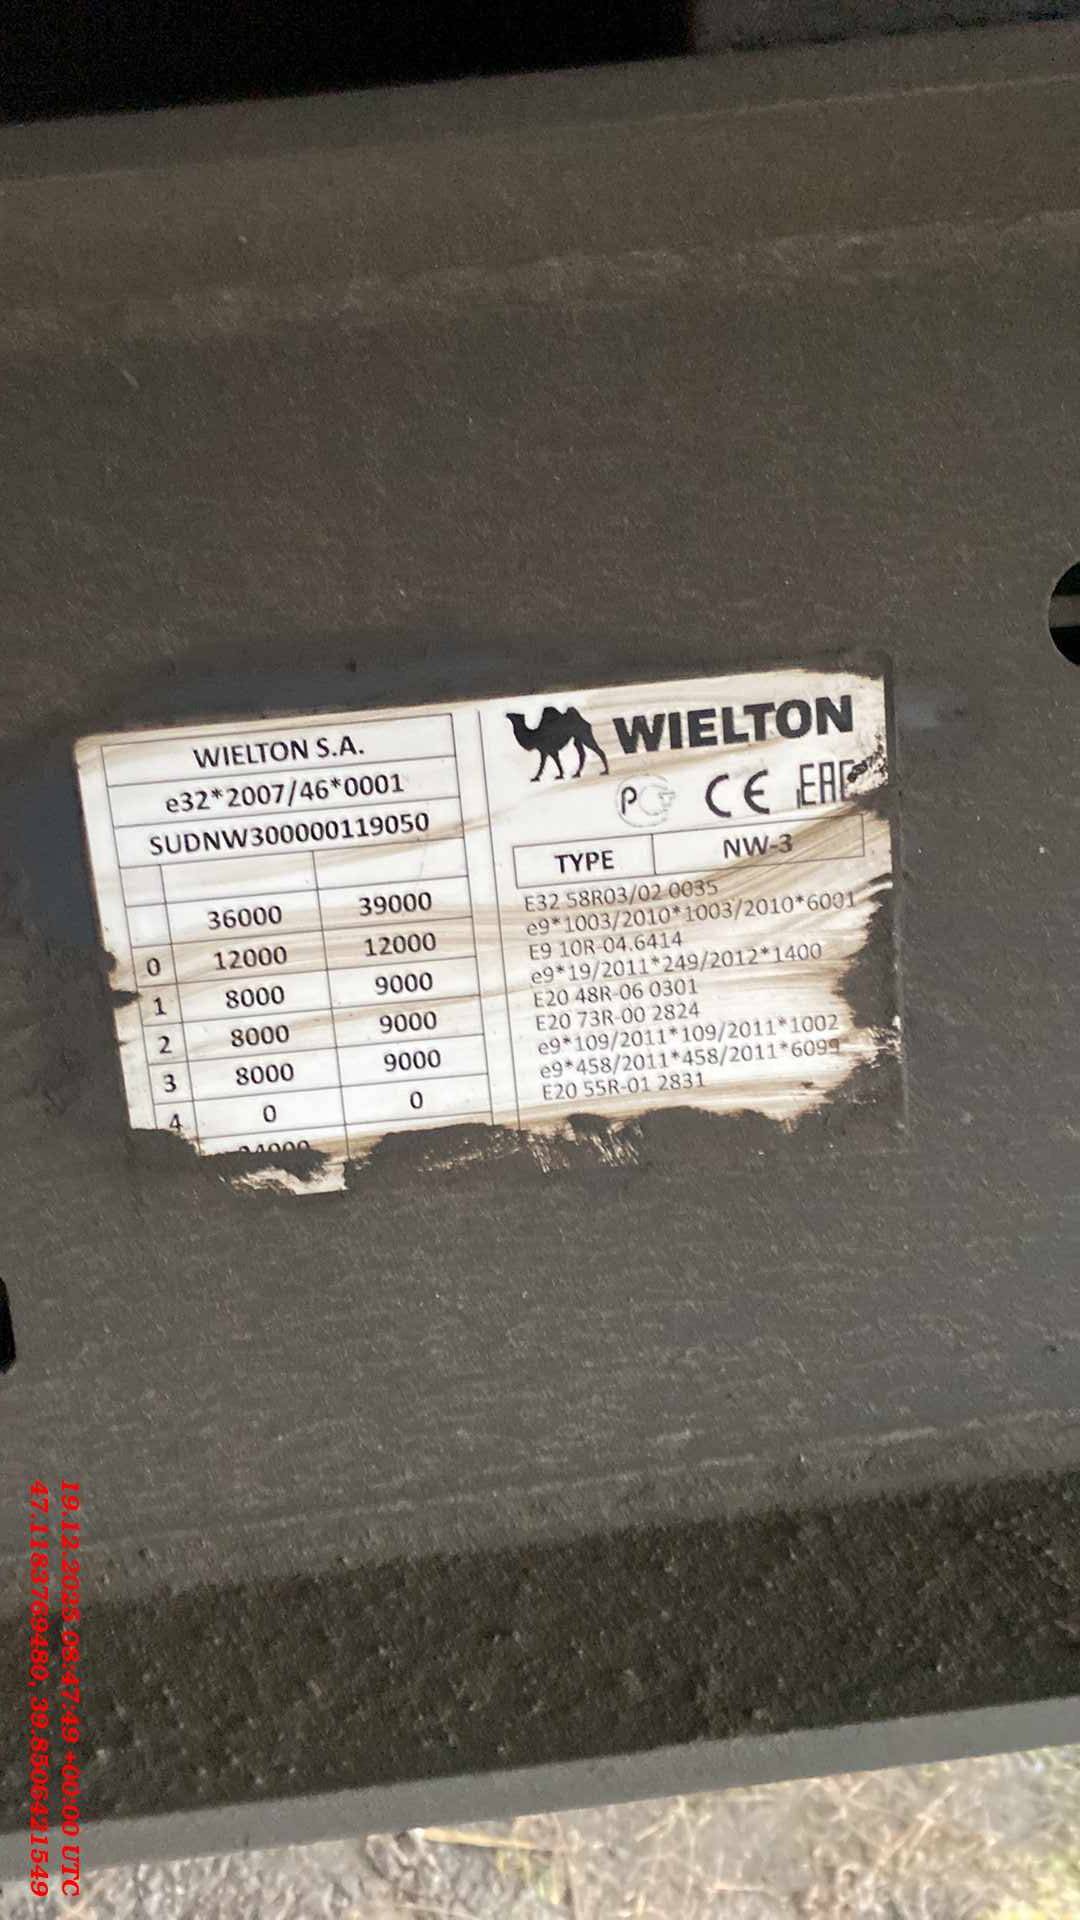 WIELTON S.A.
e32*2007/46*0001
SUDNW300000119050
36000 39000
0 12000 12000
1 8000 9000
2 8000 9000
3 8000 9000
4 0 0
WIELTON
CE EAC
TYPE NW-3
E32 58R03/02 0035
e9*1003/2010*1003/2010*6001
E9 10R-04.6414
e9*19/2011*249/2012*1400
E20 48R-06 0301
E20 73R-00 2824
e9*109/2011*109/2011*1002
e9*458/2011*458/2011*6099
E20 55R-01 2831
19.12.2025 08:47:49 +00:00 UTC
47.1183769480, 39.8506421549